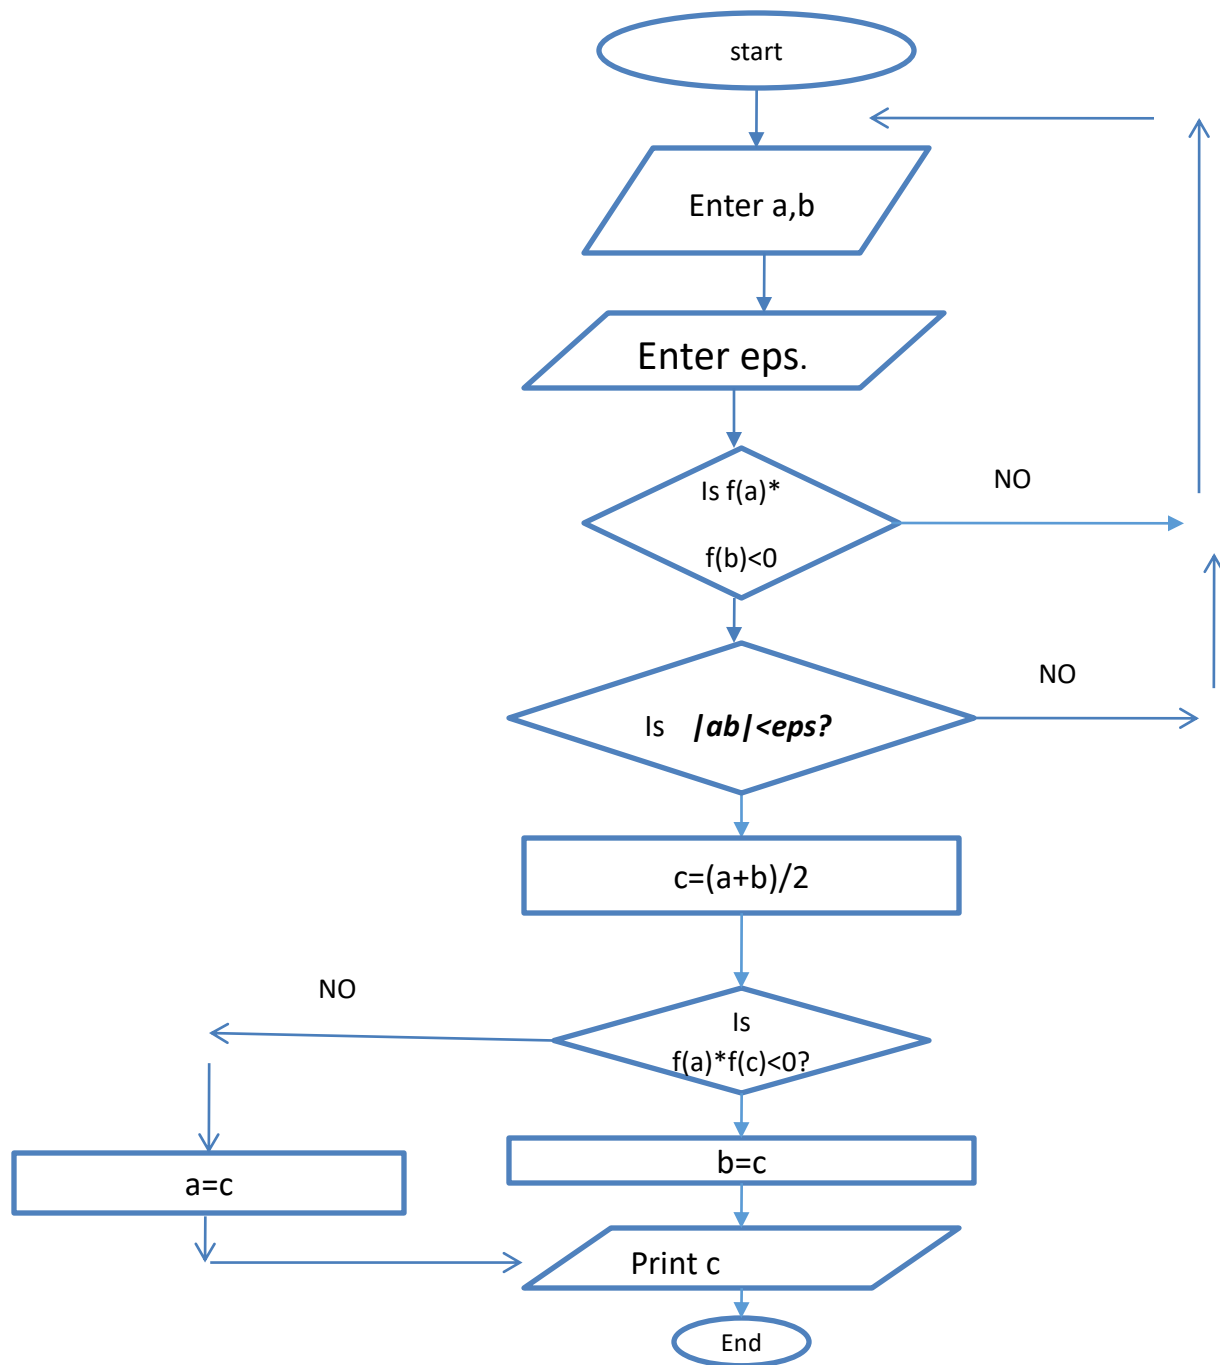 start
Enter a,b
Enter eps.
Is f(a)*
f(b)<0
NO
NO
Is |ab|<eps?
c=(a+b)/2
NO
Is
f(a)*f(c)<0?
b=c
a=c
Print c
End